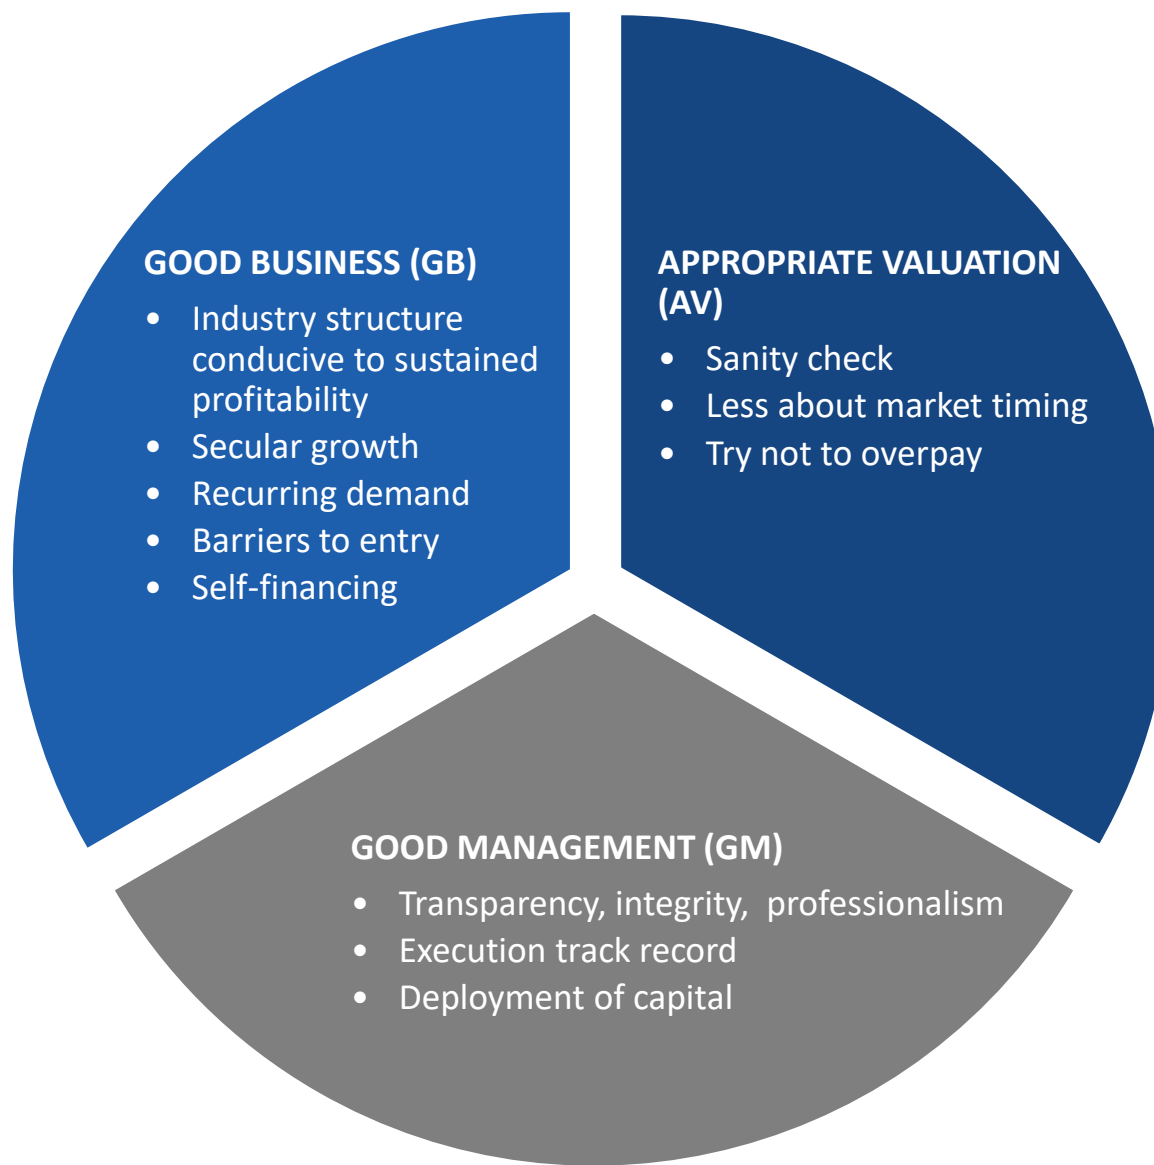 GOOD BUSINESS (GB)
• Industry structure
conducive to sustained
profitability
• Secular growth
• Recurring demand
• Barriers to entry
• Self-financing
APPROPRIATE VALUATION
(AV)
• Sanity check
• Less about market timing
• Try not to overpay
GOOD MANAGEMENT (GM)
• Transparency, integrity,  professionalism
• Execution track record
• Deployment of capital